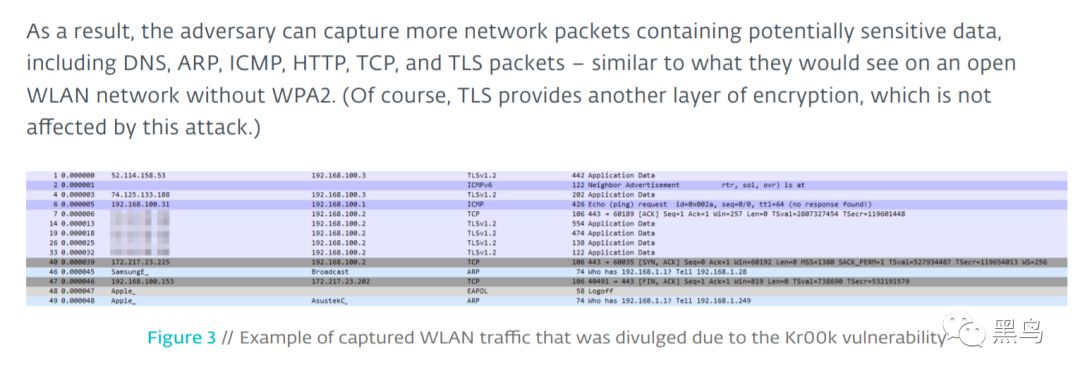 As a result, the adversary can capture more network packets containing potentially sensitive data,
including DNS, ARP, ICMP, HTTP, TCP, and TLS packets – similar to what they would see on an open
WLAN network without WPA2. (Of course, TLS provides another layer of encryption, which is not
affected by this attack.)
1 0.000000 52.114.158.53 192.168.100.3 TLSv1.2 442 Application Data
2 0.000001 ICMPv6 122 Neighbor Advertisement rtr, sol, ovr) is at
4 0.000003 74.125.133.188 192.168.100.3 TLSv1.2 202 Application Data
6 0.000005 192.168.100.31 192.168.100.1 ICMP 426 Echo (ping) request id=0x002a, seq=0/0, ttl=64 (no response found!)
7 0.000006 192.168.100.2 TCP 106 443 → 60189 [ACK] Seq=1 Ack=1 Win=257 Len=0 TSval=2807327454 TSecr=119601448
14 0.000013 192.168.100.2 TLSv1.2 554 Application Data
19 0.000018 192.168.100.2 TLSv1.2 474 Application Data
26 0.000025 192.168.100.2 TLSv1.2 138 Application Data
33 0.000032 192.168.100.2 TLSv1.2 122 Application Data
40 0.000039 172.217.23.225 192.168.100.2 TCP 106 443 → 60035 [SYN, ACK] Seq=0 Ack=1 Win=60192 Len=0 MSS=1380 SACK_PERM=1 TSval=527934487 TSecr=119654013 WS=256
46 0.000045 SamsungE_ Broadcast ARP 74 Who has 192.168.1.1? Tell 192.168.1.28
47 0.000046 192.168.100.153 172.217.23.202 TCP 106 40491 → 443 [FIN, ACK] Seq=1 Ack=1 Win=819 Len=0 TSval=738690 TSecr=532191579
48 0.000047 Apple_ EAPOL 58 Logoff
49 0.000048 Apple_ AsustekC_ ARP 74 Who has 192.168.1.1? Tell 192.168.1.249
Figure 3 // Example of captured WLAN traffic that was divulged due to the Kr00k vulnerability
黑鸟